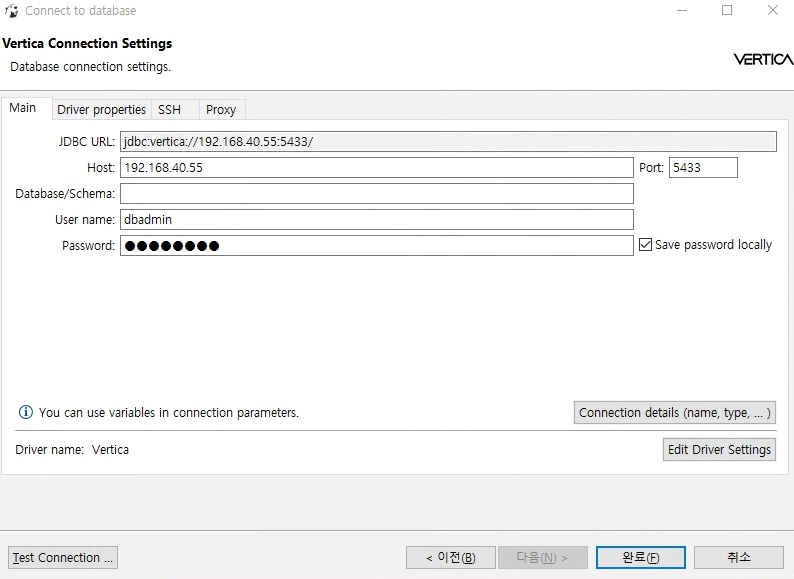 Connect to database
Vertica Connection Settings
Database connection settings.
VERTICA
Main Driver properties SSH Proxy
JDBC URL: jdbc:vertica://192.168.40.55:5433/
Host: 192.168.40.55 Port: 5433
Database/Schema:
User name: dbadmin
Password: ●●●●●●●● Save password locally
You can use variables in connection parameters. Connection details (name, type, ... )
Driver name: Vertica Edit Driver Settings
Test Connection ... < 이전(B) 다음(N) > 완료(F) 취소